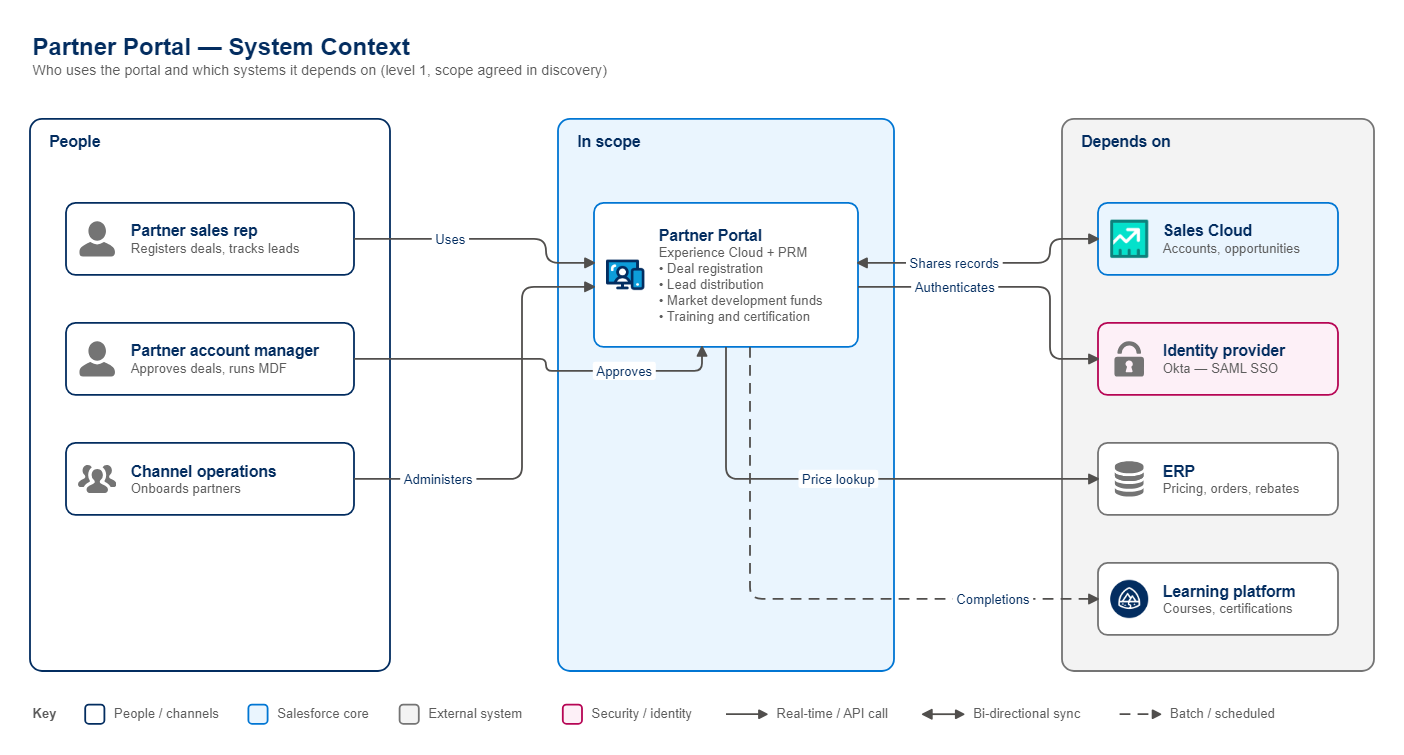 Partner Portal — System Context
Who uses the portal and which systems it depends on (level 1, scope agreed in discovery)
People
Partner sales rep
Registers deals, tracks leads
Partner account manager
Approves deals, runs MDF
Channel operations
Onboards partners
Uses
Approves
Administers
In scope
Partner Portal
Experience Cloud + PRM
• Deal registration
• Lead distribution
• Market development funds
• Training and certification
Shares records
Authenticates
Price lookup
Completions
Depends on
Sales Cloud
Accounts, opportunities
Identity provider
Okta — SAML SSO
ERP
Pricing, orders, rebates
Learning platform
Courses, certifications
Key
People / channels
Salesforce core
External system
Security / identity
Real-time / API call
Bi-directional sync
Batch / scheduled